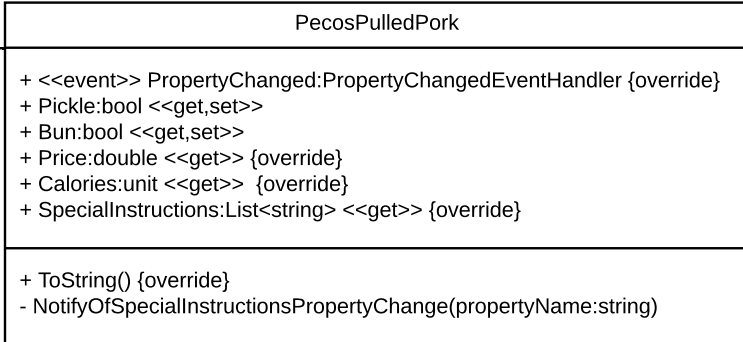 PecosPulledPork
+ <<event>> PropertyChanged:PropertyChangedEventHandler {override}
+ Pickle:bool <<get,set>>
+ Bun:bool <<get,set>>
+ Price:double <<get>> {override}
+ Calories:unit <<get>> {override}
+ SpecialInstructions:List<string> <<get>> {override}
+ ToString() {override}
- NotifyOfSpecialInstructionsPropertyChange(propertyName:string)